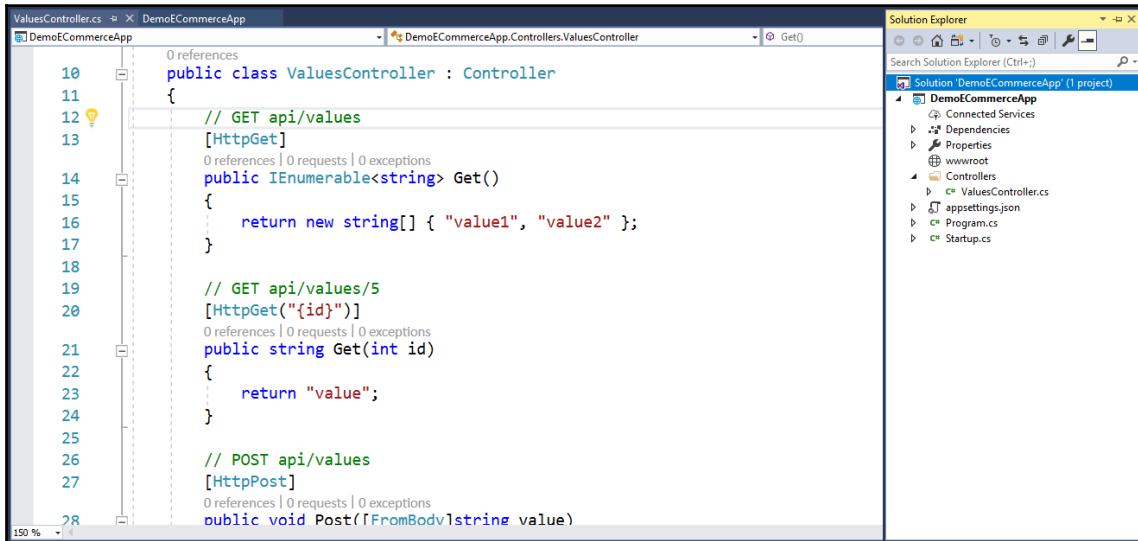 ValuesController.cs DemoECommerceApp
DemoECommerceApp DemoECommerceApp.Controllers.ValuesController Get()
0 references
10 public class ValuesController : Controller
11 {
12 // GET api/values
13 [HttpGet]
0 references | 0 requests | 0 exceptions
14 public IEnumerable<string> Get()
15 {
16 return new string[] { "value1", "value2" };
17 }
18
19 // GET api/values/5
20 [HttpGet("{id}")]
0 references | 0 requests | 0 exceptions
21 public string Get(int id)
22 {
23 return "value";
24 }
25
26 // POST api/values
27 [HttpPost]
0 references | 0 requests | 0 exceptions
28 public void Post([FromBody]string value)
150 %
Solution Explorer
Search Solution Explorer (Ctrl+;)
Solution 'DemoECommerceApp' (1 project)
DemoECommerceApp
Connected Services
Dependencies
Properties
wwwroot
Controllers
C# ValuesController.cs
appsettings.json
C# Program.cs
C# Startup.cs